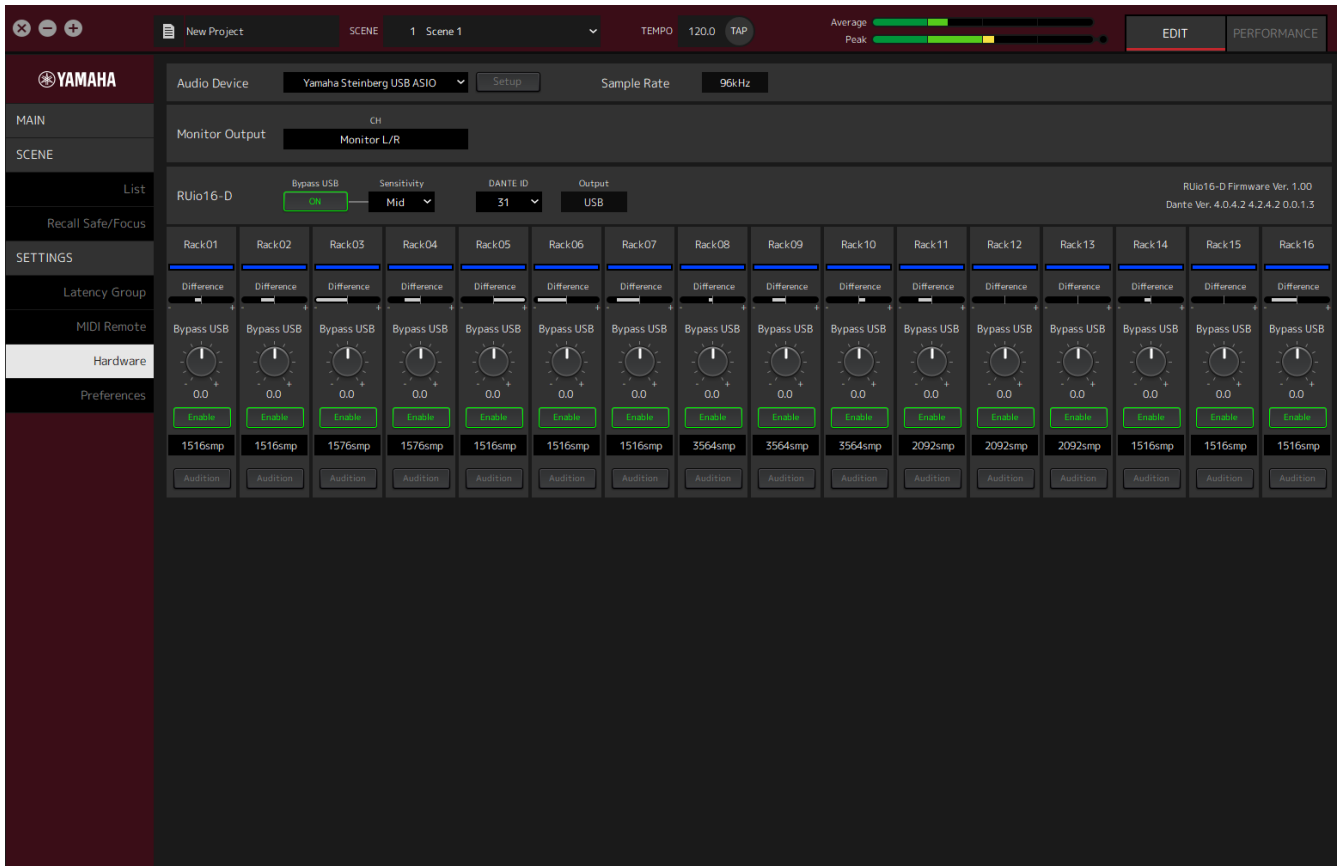 New Project SCENE 1 Scene 1 TEMPO 120.0 TAP Average Peak EDIT PERFORMANCE
YAMAHA
MAIN
SCENE
List
Recall Safe/Focus
SETTINGS
Latency Group
MIDI Remote
Hardware
Preferences
Audio Device Yamaha Steinberg USB ASIO Setup Sample Rate 96kHz
CH
Monitor Output Monitor L/R
Bypass USB Sensitivity DANTE ID Output
RUio16-D ON Mid 31 USB
RUio16-D Firmware Ver. 1.00
Dante Ver. 4.0.4.2 4.2.4.2 0.0.1.3
Rack01 Rack02 Rack03 Rack04 Rack05 Rack06 Rack07 Rack08 Rack09 Rack10 Rack11 Rack12 Rack13 Rack14 Rack15 Rack16
Difference Difference Difference Difference Difference Difference Difference Difference Difference Difference Difference Difference Difference Difference Difference Difference
- + - + - + - + - + - + - + - + - + - + - + - + - + - + - + - +
Bypass USB Bypass USB Bypass USB Bypass USB Bypass USB Bypass USB Bypass USB Bypass USB Bypass USB Bypass USB Bypass USB Bypass USB Bypass USB Bypass USB Bypass USB Bypass USB
- + - + - + - + - + - + - + - + - + - + - + - + - + - + - + - +
0.0 0.0 0.0 0.0 0.0 0.0 0.0 0.0 0.0 0.0 0.0 0.0 0.0 0.0 0.0 0.0
Enable Enable Enable Enable Enable Enable Enable Enable Enable Enable Enable Enable Enable Enable Enable Enable
1516smp 1516smp 1576smp 1576smp 1516smp 1516smp 1516smp 3564smp 3564smp 3564smp 2092smp 2092smp 2092smp 1516smp 1516smp 1516smp
Audition Audition Audition Audition Audition Audition Audition Audition Audition Audition Audition Audition Audition Audition Audition Audition